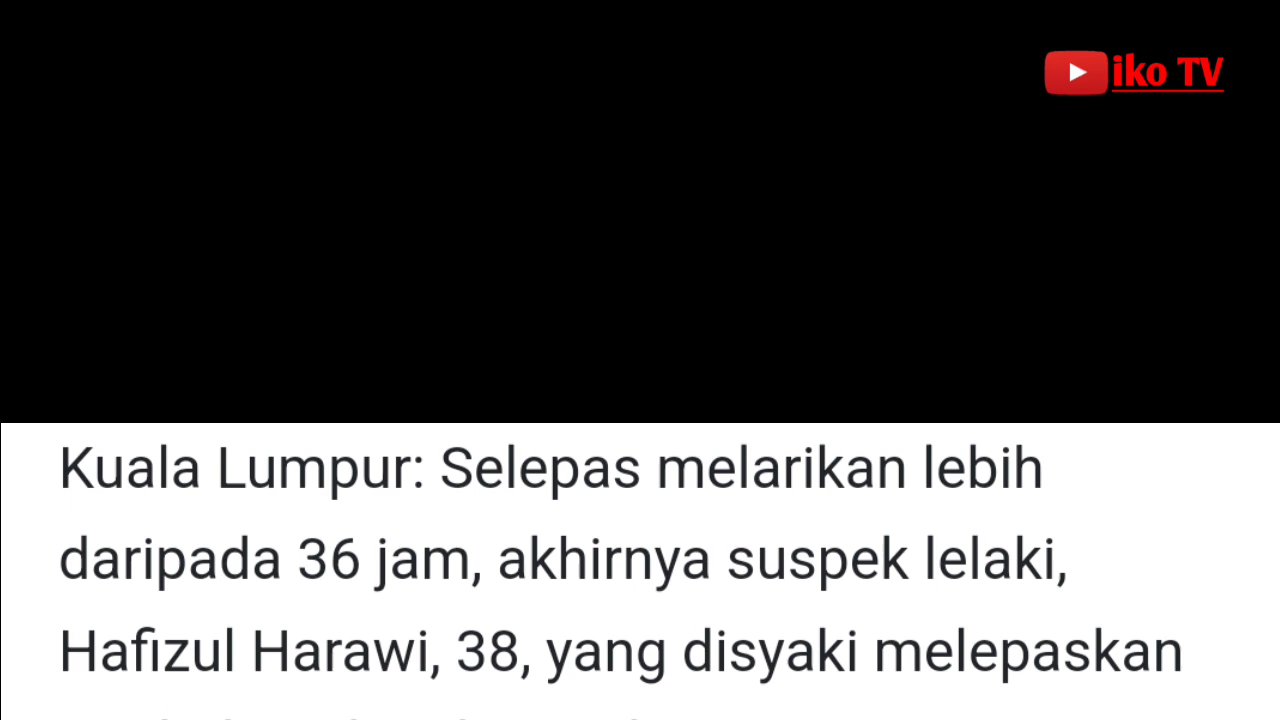 iko TV
Kuala Lumpur: Selepas melarikan lebih
daripada 36 jam, akhirnya suspek lelaki,
Hafizul Harawi, 38, yang disyaki melepaskan